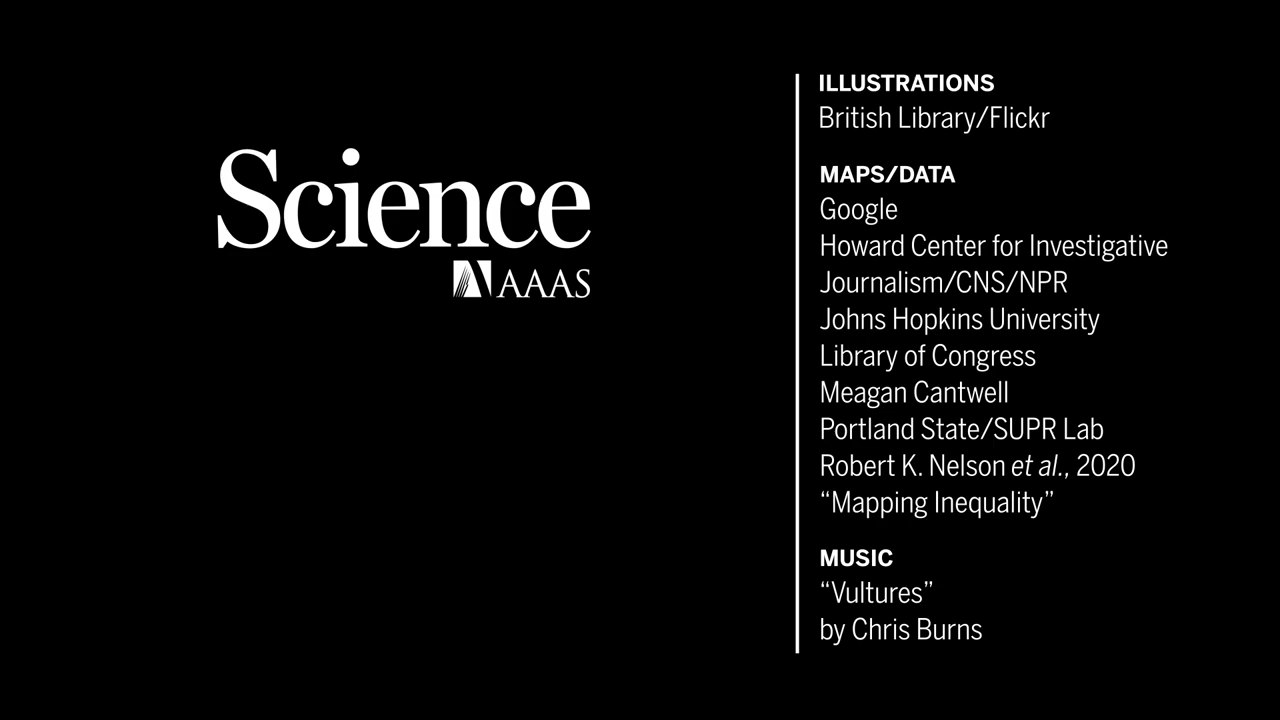 Science
AAAS
ILLUSTRATIONS
British Library/Flickr
MAPS/DATA
Google
Howard Center for Investigative
Journalism/CNS/NPR
Johns Hopkins University
Library of Congress
Meagan Cantwell
Portland State/SUPR Lab
Robert K. Nelson et al., 2020
“Mapping Inequality”
MUSIC
“Vultures”
by Chris Burns